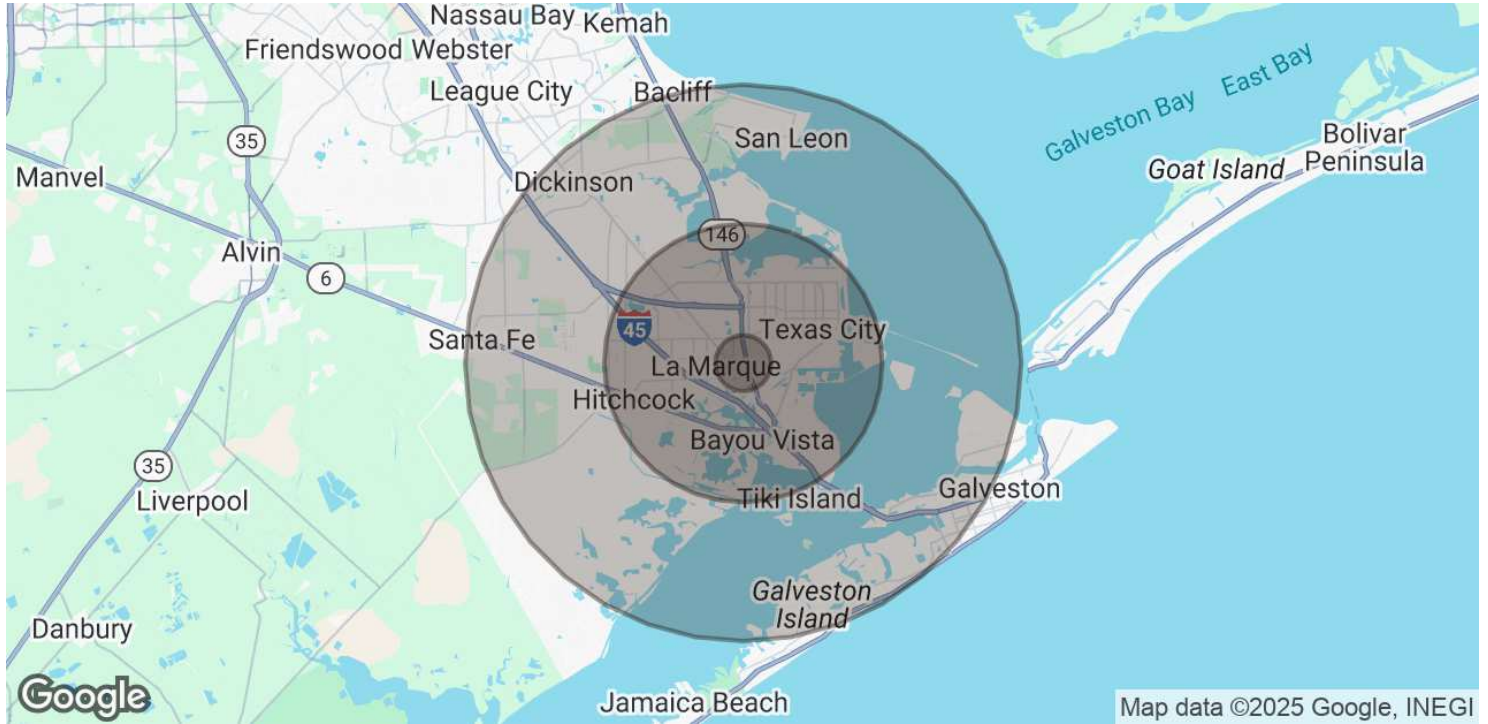 Nassau Bay
Kemah
Friendswood
Webster
East Bay
League City
Bacliff
Galveston Bay
35
San Leon
Bolivar
Peninsula
Manvel
Dickinson
Goat Island
146
Alvin
6
45
Texas City
Santa Fe
La Marque
Hitchcock
Bayou Vista
35
Liverpool
Tiki Island
Galveston
Galveston
Island
Danbury
Jamaica Beach
Google
Map data ©2025 Google, INEGI